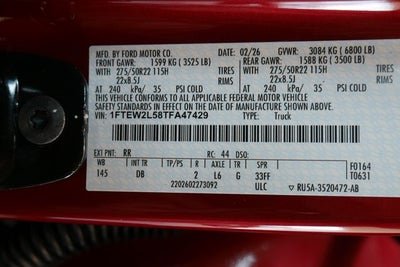 MFD BY FORD MOTOR CO. 02/26 GVWR: 3084 KG (6800 LB)
FRONT GAWR: 1599 KG (3525 LB) REAR GAWR: 1588 KG (3500 LB)
WITH 275/50R22 115H TIRES WITH 275/50R22 115H TIRES
22x8.5J RIMS 22x8.5J RIMS
AT 240 kPa/ 35 PSI COLD AT 240 kPa/ 35 PSI COLD
THIS VEHICLE CONFORMS TO ALL APPLICABLE FEDERAL MOTOR VEHICLE
SAFETY STANDARDS IN EFFECT ON THE DATE OF MANUFACTURE SHOWN ABOVE.
VIN: 1FTEW2L58TFA47429 TYPE: Truck
EXT PNT: RR RC: 44 DSO: F0164
WB INT TR TP/PS R AXLE TR SPR T0631
145 DB 2 L6 G 33FF
2202602273092 ULC RU5A-3520472-AB